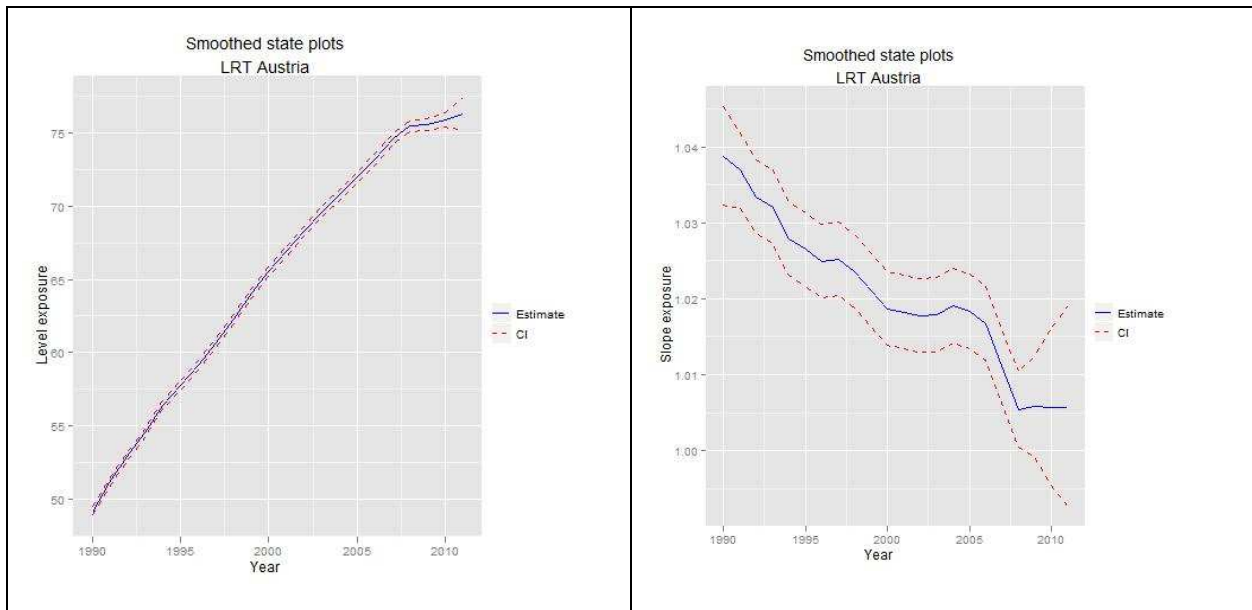 Smoothed state plots
LRT Austria
Level exposure
75
70
65
60
55
50
1990
1995
2000
2005
2010
Year
Estimate
CI
Smoothed state plots
LRT Austria
Slope exposure
1.04
1.03
1.02
1.01
1.00
1990
1995
2000
2005
2010
Year
Estimate
CI